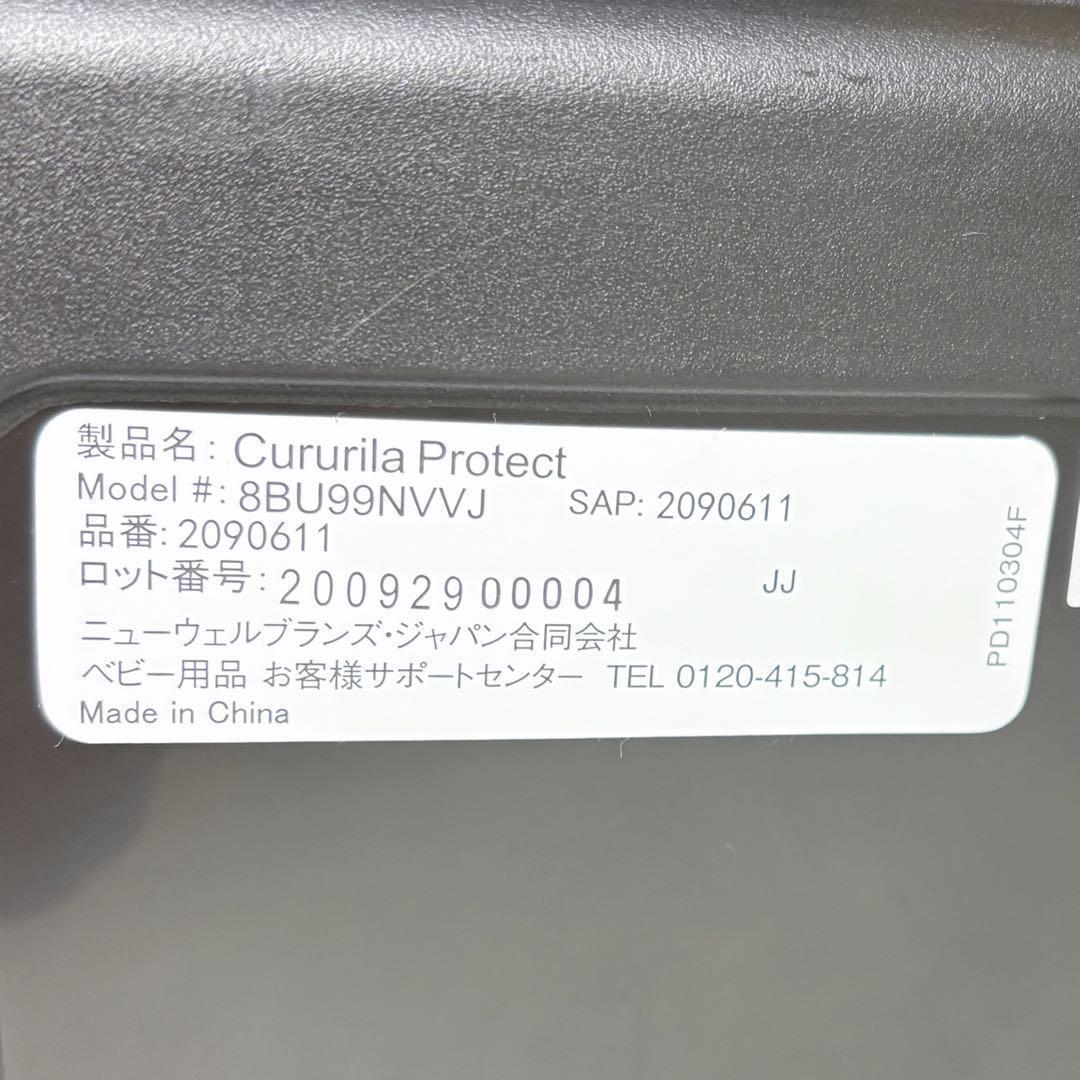 製品名: Cururila Protect
Model #: 8BU99NVVJ SAP: 2090611
品番: 2090611
ロット番号: 20092900004 JJ
ニューウェルブランズ・ジャパン合同会社
ベビー用品 お客様サポートセンター TEL 0120-415-814
Made in China
PD110304F